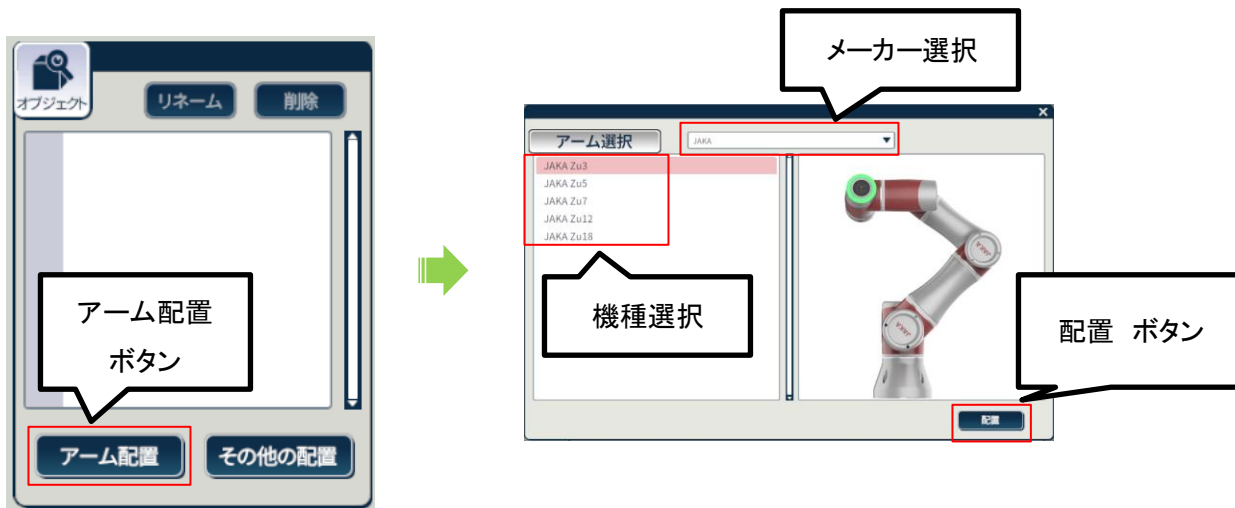 オブジェクト
リネーム
削除
アーム配置
ボタン
アーム配置
その他の配置
メーカー選択
×
アーム選択
JAKA
JAKA Zu3
JAKA Zu5
JAKA Zu7
JAKA Zu12
JAKA Zu18
機種選択
JAKA
JAKA
配置 ボタン
配置